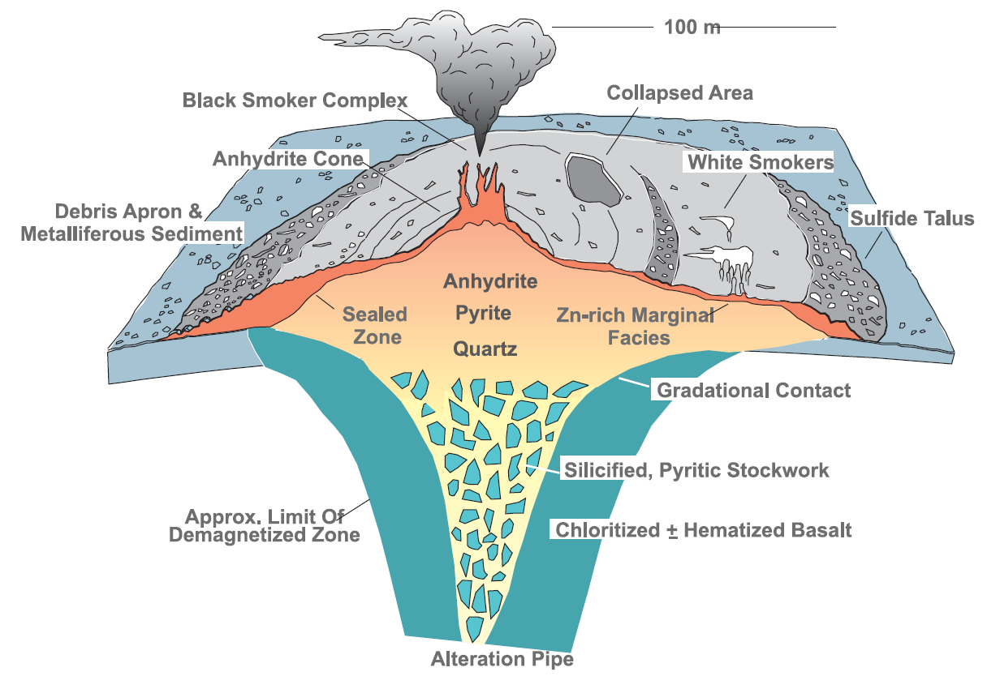 100 m
Black Smoker Complex
Collapsed Area
Anhydrite Cone
White Smokers
Debris Apron &
Metalliferous Sediment
Sulfide Talus
Anhydrite
Pyrite
Quartz
Sealed
Zone
Zn-rich Marginal
Facies
Gradational Contact
Silicified, Pyritic Stockwork
Approx. Limit Of
Demagnetized Zone
Chloritized ± Hematized Basalt
Alteration Pipe